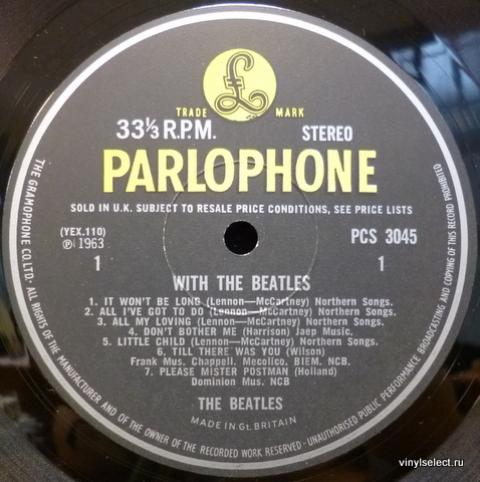 £
TRADE MARK
33⅓ R.P.M. STEREO
PARLOPHONE
SOLD IN U.K. SUBJECT TO RESALE PRICE CONDITIONS, SEE PRICE LISTS
(YEX.110) PCS 3045
Ⓟ 1963
1 1
WITH THE BEATLES
1. IT WON'T BE LONG (Lennon—McCartney) Northern Songs.
2. ALL I'VE GOT TO DO (Lennon—McCartney) Northern Songs.
3. ALL MY LOVING (Lennon—McCartney) Northern Songs.
4. DON'T BOTHER ME (Harrison) Jaep Music.
5. LITTLE CHILD (Lennon—McCartney) Northern Songs.
6. TILL THERE WAS YOU (Wilson)
Frank Mus. Chappell, Mecolico. BIEM. NCB.
7. PLEASE MISTER POSTMAN (Holland)
Dominion Mus. NCB
THE BEATLES
MADE IN Gt. BRITAIN
THE GRAMOPHONE CO. LTD. ALL RIGHTS OF THE MANUFACTURER AND OF THE OWNER OF THE RECORDED WORK RESERVED · UNAUTHORISED PUBLIC PERFORMANCE BROADCASTING AND COPYING OF THIS RECORD PROHIBITED
vinylselect.ru